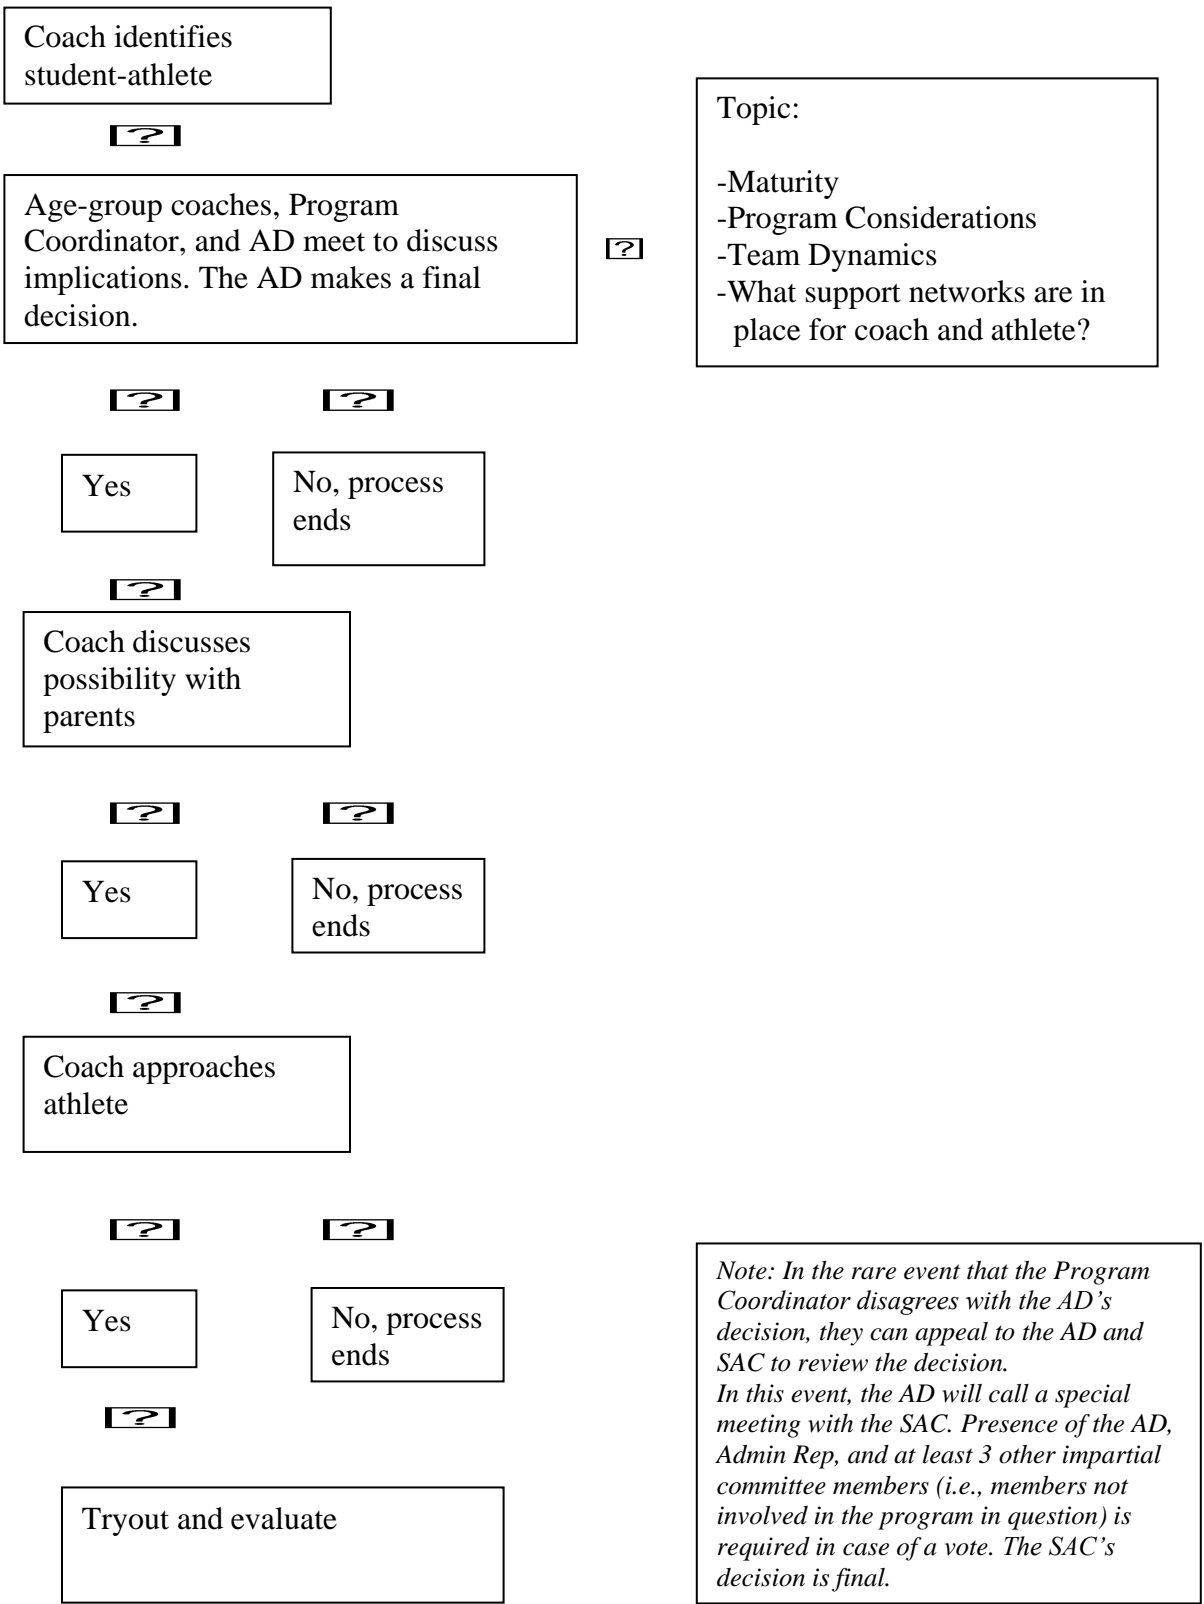 Coach identifies
student-athlete
?
Age-group coaches, Program
Coordinator, and AD meet to discuss
implications. The AD makes a final
decision.
?
Topic:
-Maturity
-Program Considerations
-Team Dynamics
-What support networks are in
place for coach and athlete?
? ?
Yes
No, process
ends
?
Coach discusses
possibility with
parents
? ?
Yes
No, process
ends
?
Coach approaches
athlete
? ?
Yes
No, process
ends
?
Tryout and evaluate
Note: In the rare event that the Program
Coordinator disagrees with the AD’s
decision, they can appeal to the AD and
SAC to review the decision.
In this event, the AD will call a special
meeting with the SAC. Presence of the AD,
Admin Rep, and at least 3 other impartial
committee members (i.e., members not
involved in the program in question) is
required in case of a vote. The SAC’s
decision is final.